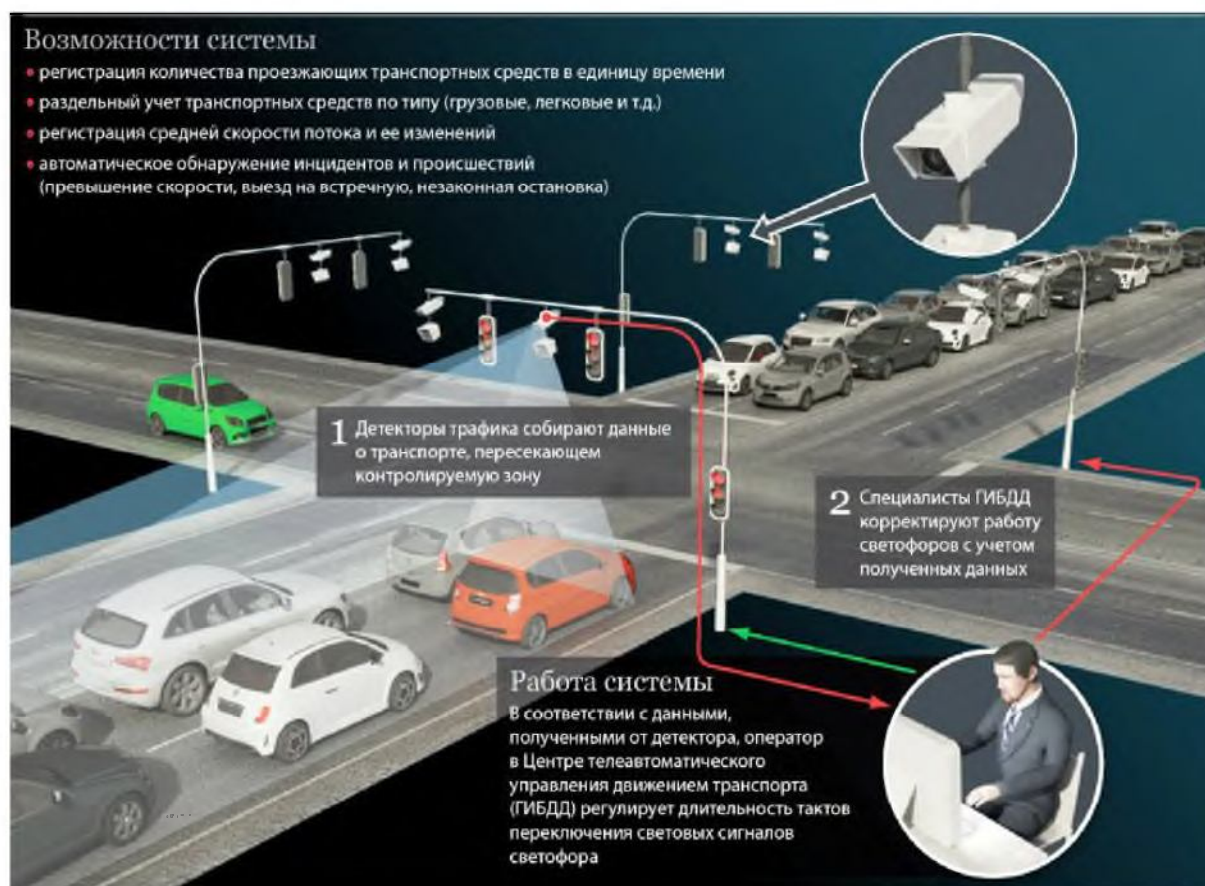 Возможности системы
регистрация количества проезжающих транспортных средств в единицу времени
раздельный учет транспортных средств по типу (грузовые, легковые и т.д.)
регистрация средней скорости потока и ее изменений
автоматическое обнаружение инцидентов и происшествий
(превышение скорости, выезд на встречную, незаконная остановка)
1 Детекторы трафика собирают данные
о транспорте, пересекающем
контролируемую зону
2 Специалисты ГИБДД
корректируют работу
светофоров с учетом
полученных данных
Работа системы
В соответствии с данными,
полученными от детектора, оператор
в Центре телеавтоматического
управления движением транспорта
(ГИБДД) регулирует длительность тактов
переключения световых сигналов
светофора